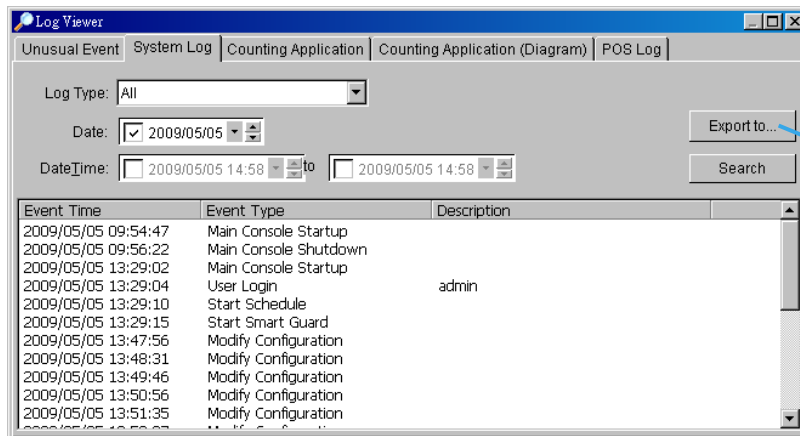 Log Viewer
Unusual Event System Log Counting Application Counting Application (Diagram) POS Log
Log Type: All
Date: 2009/05/05
Export to...
DateTime: 2009/05/05 14:58 to 2009/05/05 14:58
Search
Event Time Event Type Description
2009/05/05 09:54:47 Main Console Startup
2009/05/05 09:56:22 Main Console Shutdown
2009/05/05 13:29:02 Main Console Startup
2009/05/05 13:29:04 User Login admin
2009/05/05 13:29:10 Start Schedule
2009/05/05 13:29:15 Start Smart Guard
2009/05/05 13:47:56 Modify Configuration
2009/05/05 13:48:31 Modify Configuration
2009/05/05 13:49:46 Modify Configuration
2009/05/05 13:50:56 Modify Configuration
2009/05/05 13:51:35 Modify Configuration